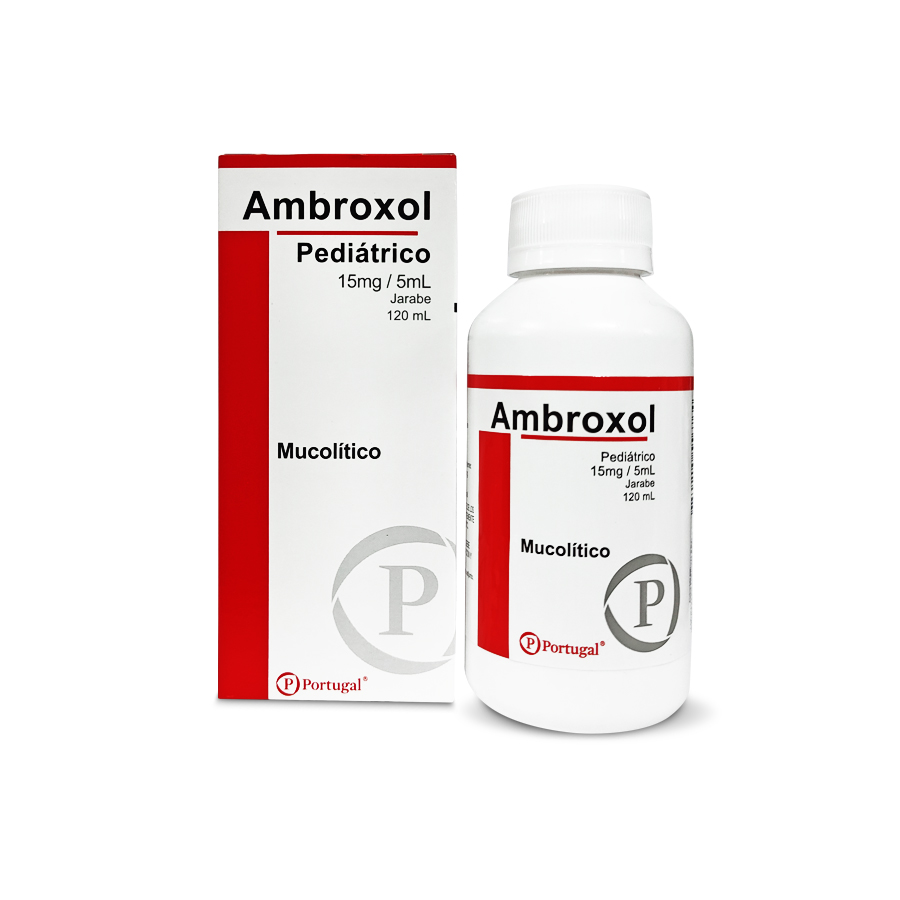 Ambroxol
Pediátrico
15mg / 5mL
Jarabe
120 mL
Mucolítico
P
P Portugal®
Ambroxol
Pediátrico
15mg / 5mL
Jarabe
120 mL
Mucolítico
P
P Portugal®